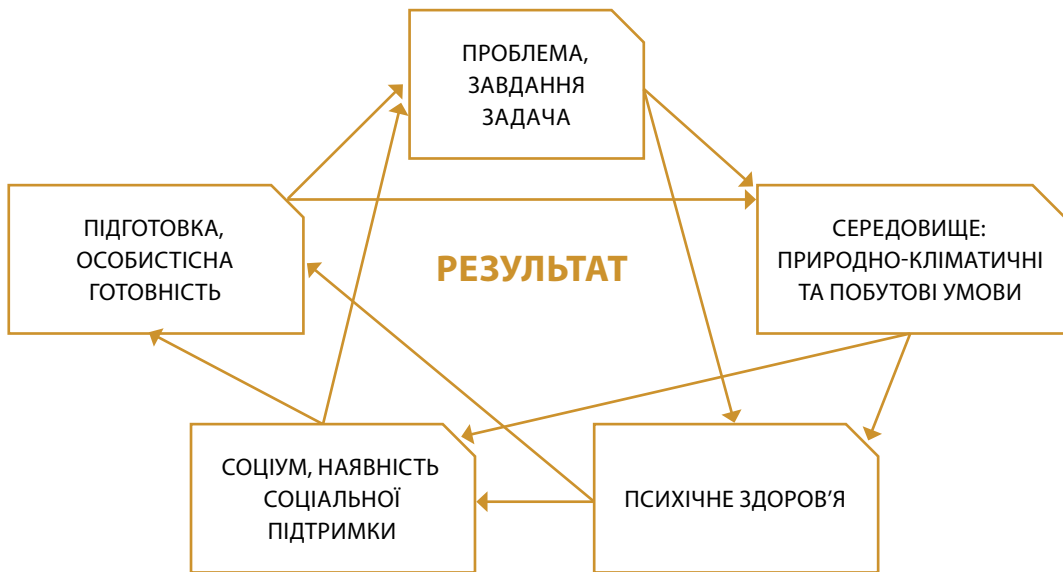 ПРОБЛЕМА,
ЗАВДАННЯ
ЗАДАЧА
ПІДГОТОВКА,
ОСОБИСТІСНА
ГОТОВНІСТЬ
РЕЗУЛЬТАТ
СЕРЕДОВИЩЕ:
ПРИРОДНО-КЛІМАТИЧНІ
ТА ПОБУТОВІ УМОВИ
СОЦІУМ, НАЯВНІСТЬ
СОЦІАЛЬНОЇ
ПІДТРИМКИ
ПСИХІЧНЕ ЗДОРОВ'Я